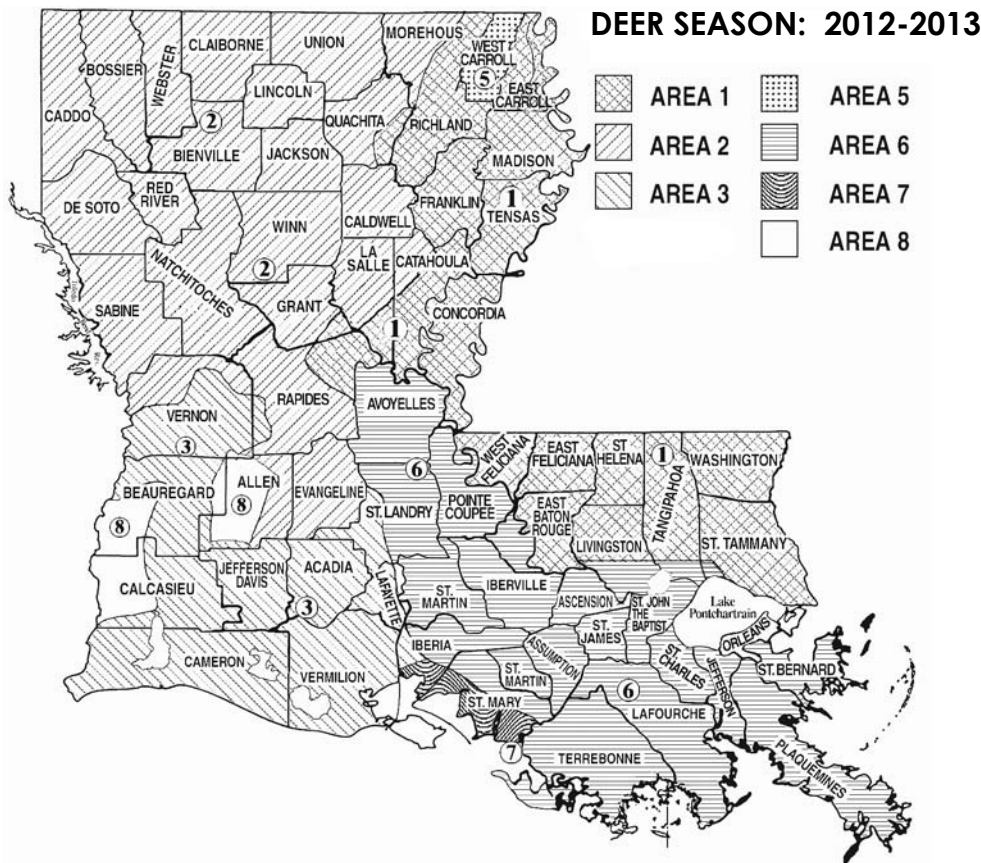 DEER SEASON: 2012-2013
AREA 1
AREA 2
AREA 3
AREA 5
AREA 6
AREA 7
AREA 8
CADDO
BOSSIER
WEBSTER
CLAIBORNE
UNION
MOREHOUS
WEST
CARROLL
5
EAST
CARROLL
LINCOLN
2
QUACHITA
RICHLAND
BIENVILLE
JACKSON
MADISON
DE SOTO
RED
RIVER
WINN
CALDWELL
FRANKLIN
1
TENSAS
NATCHITOCHES
2
LA
SALLE
CATAHOULA
SABINE
GRANT
CONCORDIA
1
VERNON
RAPIDES
AVOYELLES
3
WEST
FELICIANA
EAST
FELICIANA
ST
HELENA
1
TANGIPAHOA
WASHINGTON
BEAUREGARD
ALLEN
8
8
EVANGELINE
6
ST. LANDRY
POINTE
COUPEE
EAST
BATON
ROUGE
LIVINGSTON
ST. TAMMANY
CALCASIEU
JEFFERSON
DAVIS
ACADIA
3
LAFAYETTE
ST.
MARTIN
IBERVILLE
ASCENSION
ST. JOHN
THE
BAPTIST
Lake
Pontchartrain
ORLEANS
CAMERON
VERMILION
IBERIA
ASSUMPTION
ST.
JAMES
ST.
CHARLES
JEFFERSON
ST. BERNARD
ST.
MARTIN
ST. MARY
6
LAFOURCHE
7
TERREBONNE
PLAQUEMINES